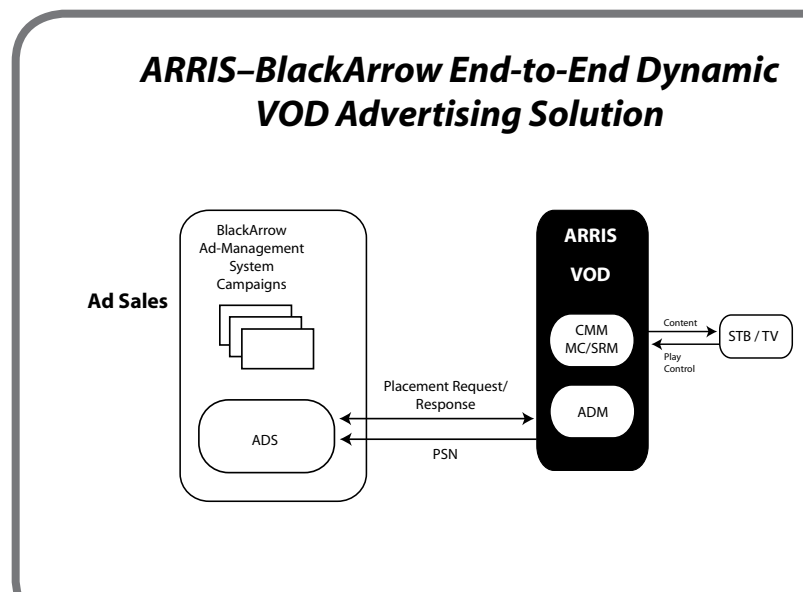 ARRIS–BlackArrow End-to-End Dynamic
VOD Advertising Solution
BlackArrow
Ad-Management
System
Campaigns
Ad Sales
ADS
Placement Request/
Response
PSN
ARRIS
VOD
CMM
MC/SRM
ADM
Content
Play
Control
STB / TV